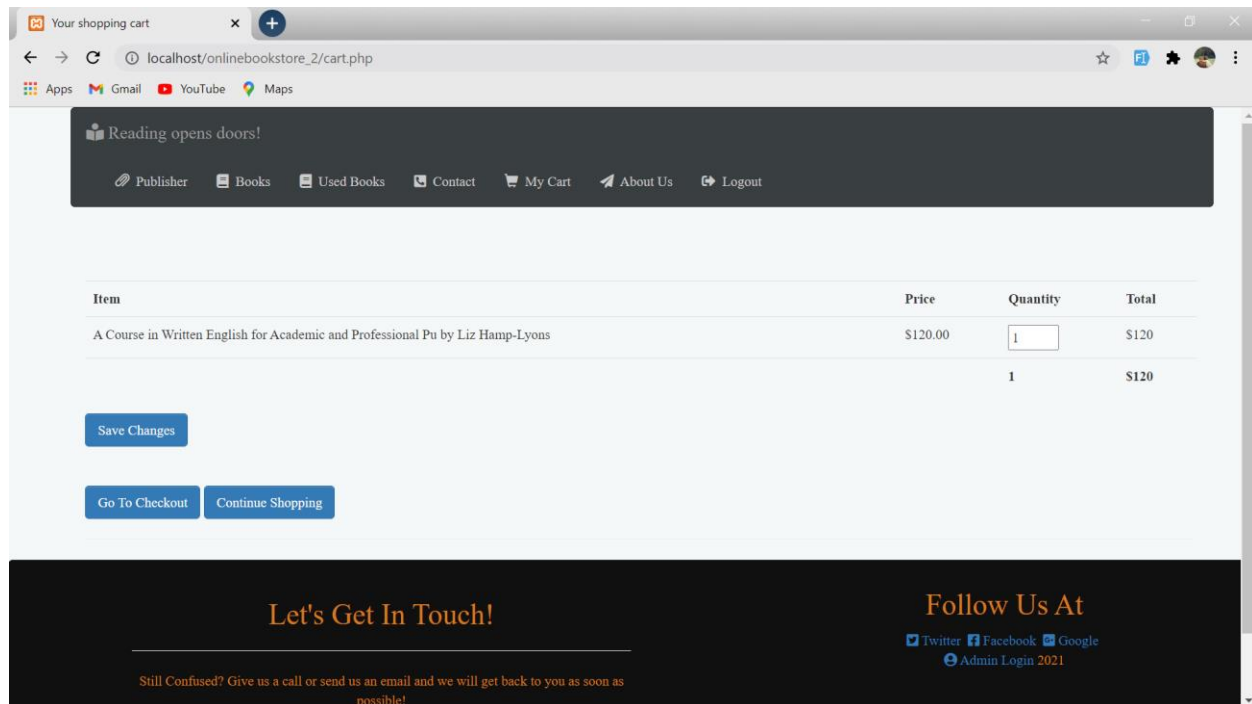 Your shopping cart
localhost/onlinebookstore_2/cart.php
Apps Gmail YouTube Maps
Reading opens doors!
Publisher Books Used Books Contact My Cart About Us Logout
Item Price Quantity Total
A Course in Written English for Academic and Professional Pu by Liz Hamp-Lyons $120.00 1 $120
1 $120
Save Changes
Go To Checkout Continue Shopping
Let's Get In Touch!
Still Confused? Give us a call or send us an email and we will get back to you as soon as
possible!
Follow Us At
Twitter Facebook Google
Admin Login 2021